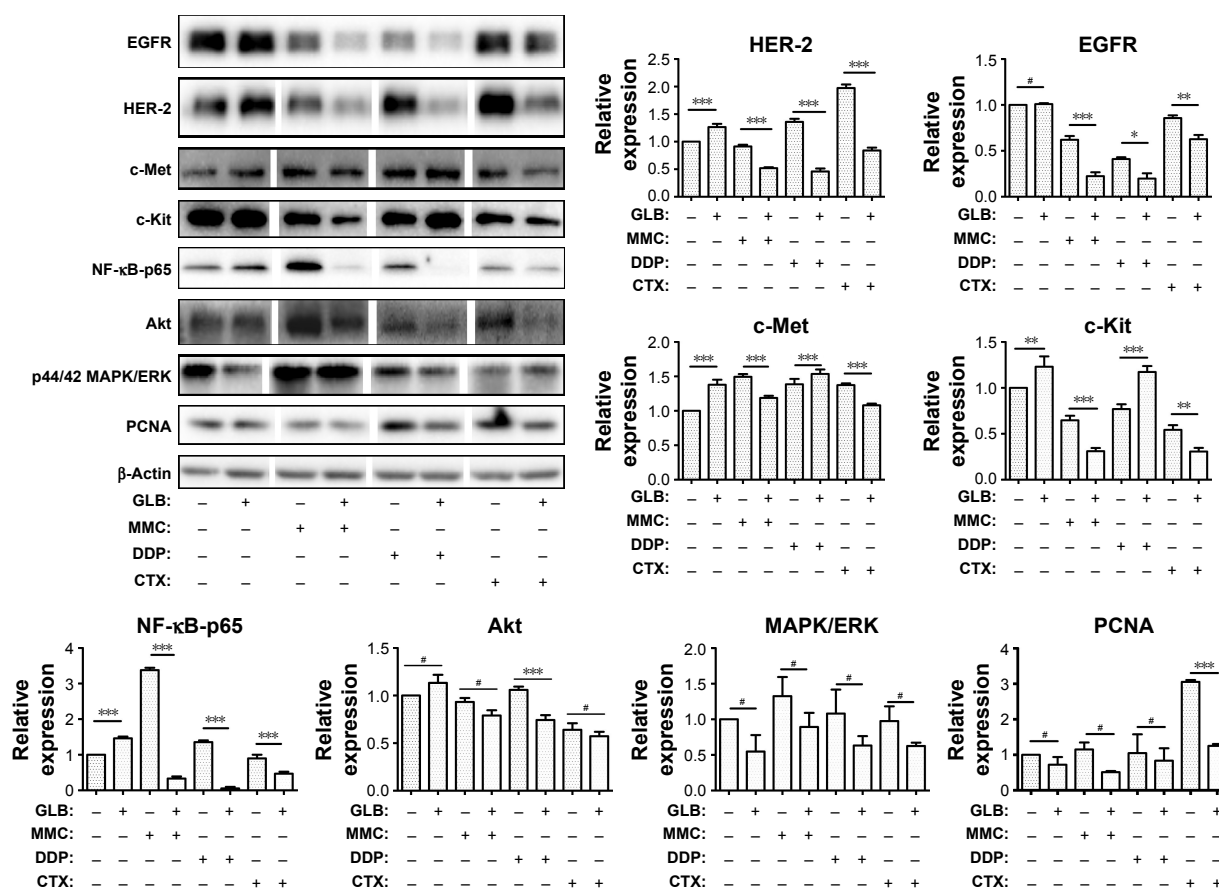 EGFR
HER-2
c-Met
c-Kit
NF-κB-p65
Akt
p44/42 MAPK/ERK
PCNA
β-Actin
GLB: – + – + – + – +
MMC: – – + + – – – –
DDP: – – – – + + – –
CTX: – – – – – – + +
HER-2
Relative expression
2.5
2.0
1.5
1.0
0.5
0.0
*** *** *** ***
GLB: – + – + – + – +
MMC: – – + + – – – –
DDP: – – – – + + – –
CTX: – – – – – – + +
EGFR
Relative expression
1.5
1.0
0.5
0.0
# *** * **
GLB: – + – + – + – +
MMC: – – + + – – – –
DDP: – – – – + + – –
CTX: – – – – – – + +
c-Met
Relative expression
2.0
1.5
1.0
0.5
0.0
*** *** *** ***
GLB: – + – + – + – +
MMC: – – + + – – – –
DDP: – – – – + + – –
CTX: – – – – – – + +
c-Kit
Relative expression
1.5
1.0
0.5
0.0
** *** *** **
GLB: – + – + – + – +
MMC: – – + + – – – –
DDP: – – – – + + – –
CTX: – – – – – – + +
NF-κB-p65
Relative expression
4
3
2
1
0
*** *** *** ***
GLB: – + – + – + – +
MMC: – – + + – – – –
DDP: – – – – + + – –
CTX: – – – – – – + +
Akt
Relative expression
1.5
1.0
0.5
0.0
# # *** #
GLB: – + – + – + – +
MMC: – – + + – – – –
DDP: – – – – + + – –
CTX: – – – – – – + +
MAPK/ERK
Relative expression
2.0
1.5
1.0
0.5
0.0
# # # #
GLB: – + – + – + – +
MMC: – – + + – – – –
DDP: – – – – + + – –
CTX: – – – – – – + +
PCNA
Relative expression
4
3
2
1
0
# # # ***
GLB: – + – + – + – +
MMC: – – + + – – – –
DDP: – – – – + + – –
CTX: – – – – – – + +